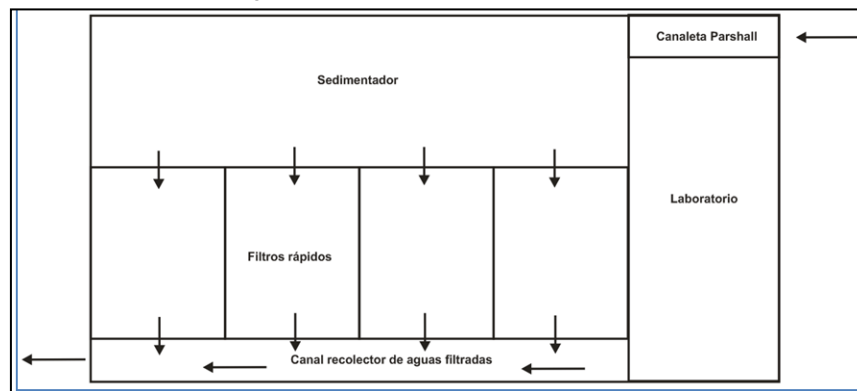 Canaleta Parshall
Sedimentador
Laboratorio
Filtros rápidos
Canal recolector de aguas filtradas